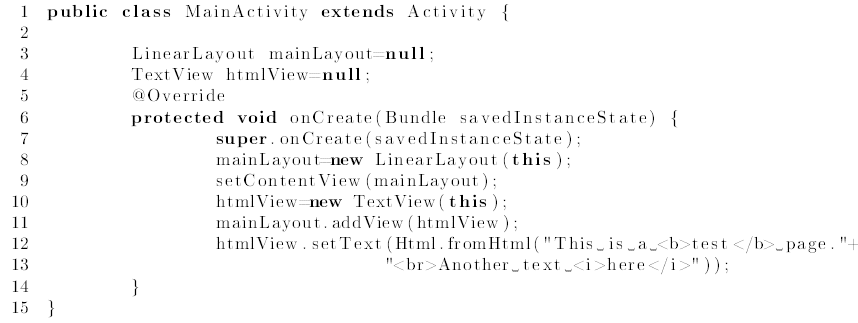 1 public class MainActivity extends Activity {
2
3 LinearLayout mainLayout=null;
4 TextView htmlView=null;
5 @Override
6 protected void onCreate(Bundle savedInstanceState) {
7 super.onCreate(savedInstanceState);
8 mainLayout=new LinearLayout(this);
9 setContentView(mainLayout);
10 htmlView=new TextView(this);
11 mainLayout.addView(htmlView);
12 htmlView.setText(Html.fromHtml("This␣is␣a␣<b>test</b>␣page."+
13 "<br>Another␣text␣<i>here</i>"));
14 }
15 }